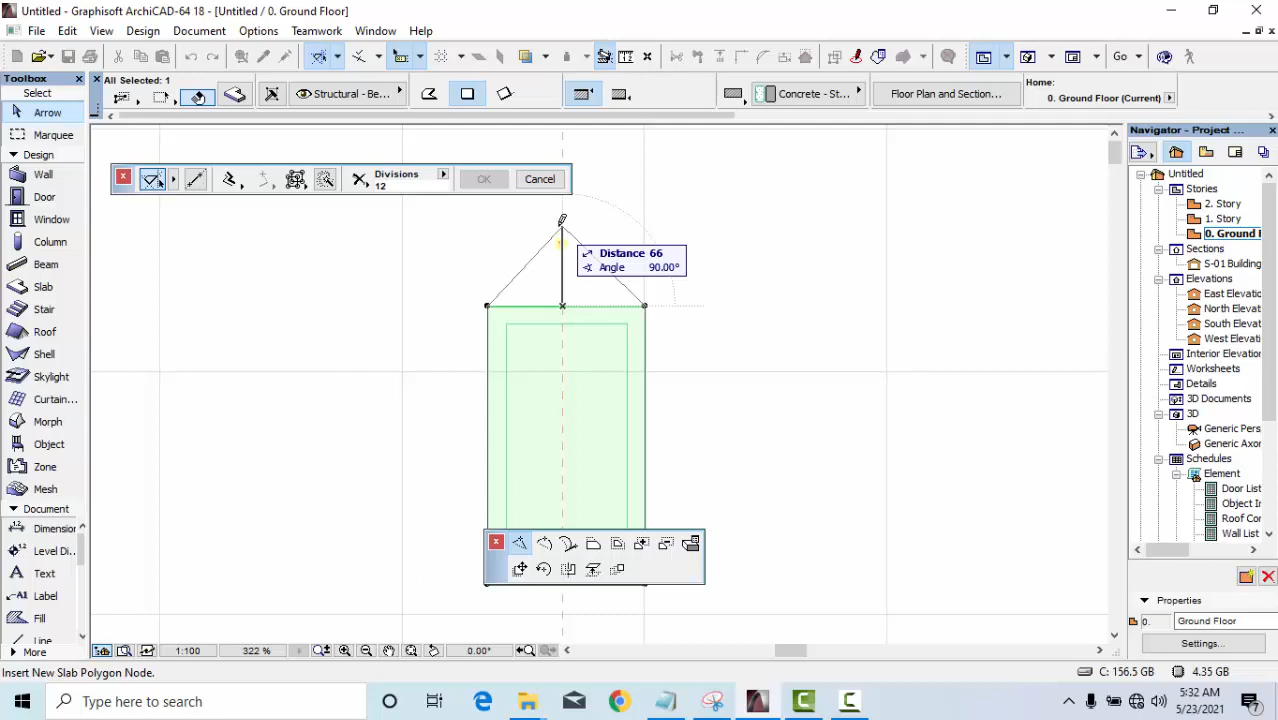 Untitled - Graphisoft ArchiCAD-64 18 - [Untitled / 0. Ground Floor]
File Edit View Design Document Options Teamwork Window Help
Go
Toolbox
Select
Arrow
Marquee
Design
Wall
Door
Window
Column
Beam
Slab
Stair
Roof
Shell
Skylight
Curtain...
Morph
Object
Zone
Mesh
Document
Dimension
Level Di...
Text
Label
Fill
Line
More
All Selected: 1
Structural - Be...
Concrete - St...
Floor Plan and Section...
Home:
0. Ground Floor (Current)
Divisions
12
OK
Cancel
Distance 66
Angle 90.00°
Navigator - Project ...
Untitled
Stories
2. Story
1. Story
0. Ground F
Sections
S-01 Building
Elevations
East Elevatio
North Elevati
South Elevat
West Elevati
Interior Elevatio
Worksheets
Details
3D Documents
3D
Generic Pers
Generic Axor
Schedules
Element
Door List
Object In
Roof Cor
Wall List
Properties
0. Ground Floor
Settings...
1:100
322 %
0.00°
Insert New Slab Polygon Node.
C: 156.5 GB
4.35 GB
Type here to search
5:32 AM
5/23/2021
7